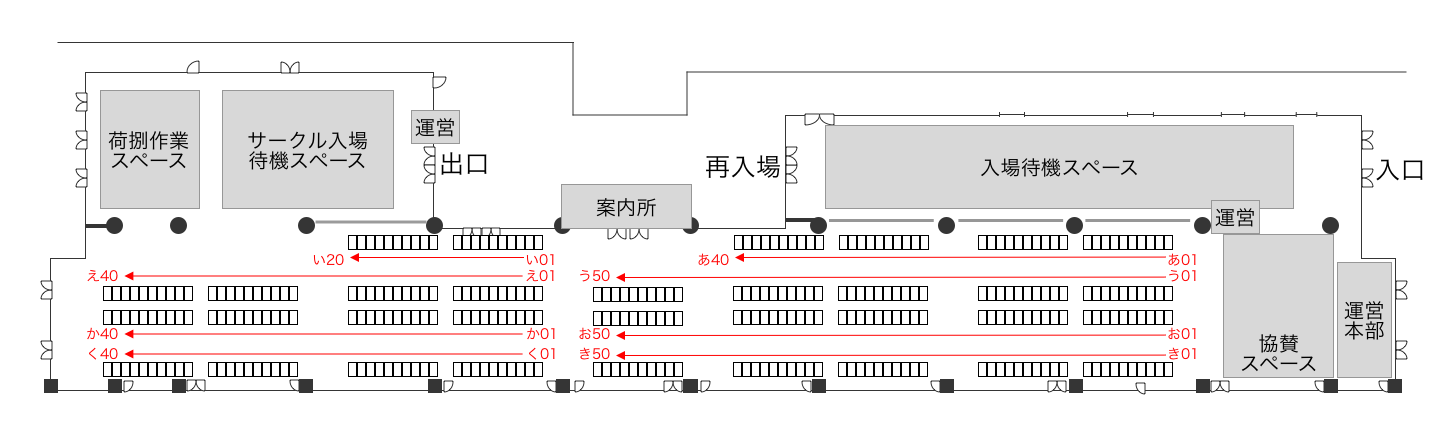 荷捌作業
スペース
サークル入場
待機スペース
運営
出口
案内所
再入場
入場待機スペース
入口
運営
い20
い01
あ40
あ01
え40
え01
う50
う01
か40
か01
お50
お01
く40
く01
き50
き01
協賛
スペース
運営
本部